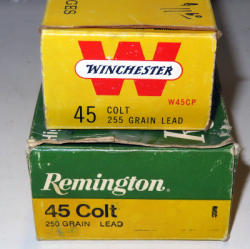 WINCHESTER
W45CP
45 COLT
255 GRAIN LEAD
Remington
45 Colt
250 GRAIN LEAD